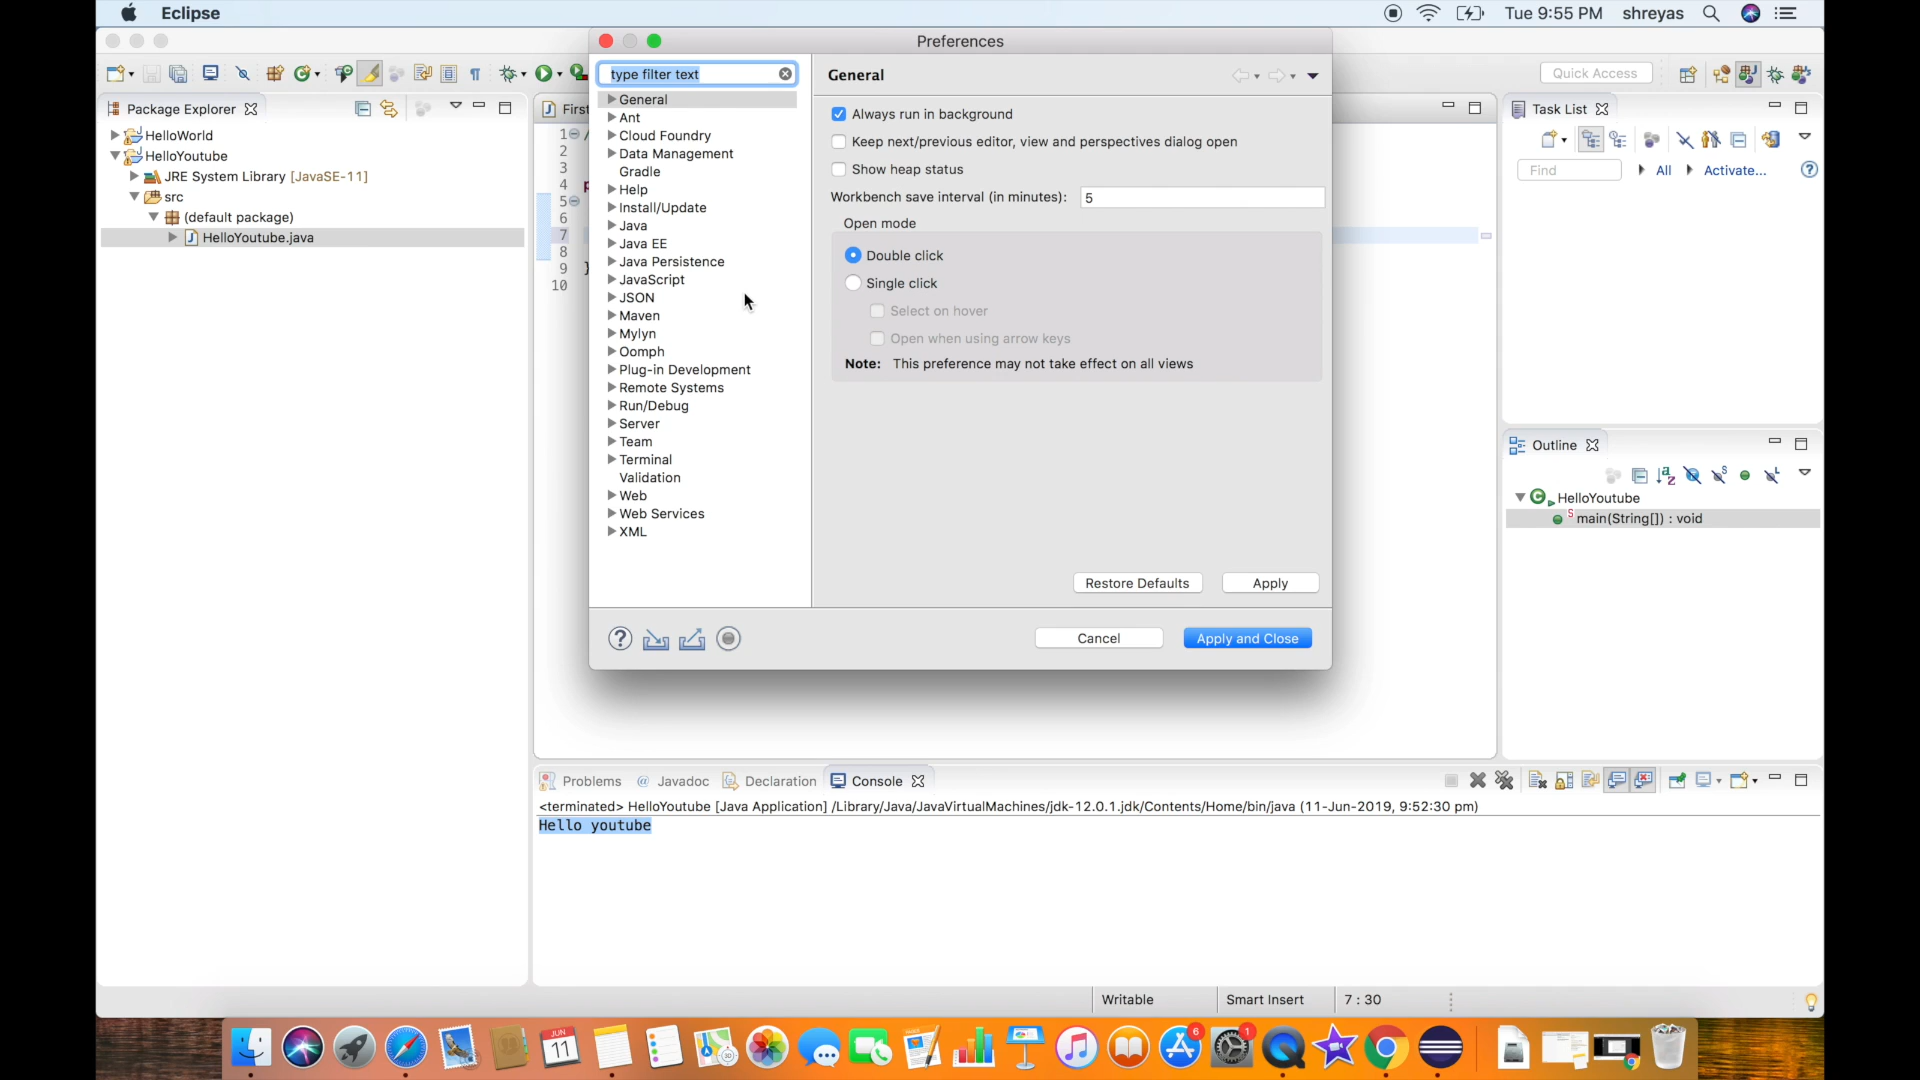 Eclipse
Tue 9:55 PM shreyas
Preferences
Quick Access
Package Explorer
HelloWorld
HelloYoutube
JRE System Library [JavaSE-11]
src
(default package)
HelloYoutube.java
First
1
2
3
4
5
6
7
8
9 }
10
type filter text
General
Ant
Cloud Foundry
Data Management
Gradle
Help
Install/Update
Java
Java EE
Java Persistence
JavaScript
JSON
Maven
Mylyn
Oomph
Plug-in Development
Remote Systems
Run/Debug
Server
Team
Terminal
Validation
Web
Web Services
XML
General
Always run in background
Keep next/previous editor, view and perspectives dialog open
Show heap status
Workbench save interval (in minutes): 5
Open mode
Double click
Single click
Select on hover
Open when using arrow keys
Note: This preference may not take effect on all views
Restore Defaults Apply
Cancel Apply and Close
Task List
Find All Activate...
Outline
HelloYoutube
main(String[]) : void
Problems Javadoc Declaration Console
<terminated> HelloYoutube [Java Application] /Library/Java/JavaVirtualMachines/jdk-12.0.1.jdk/Contents/Home/bin/java (11-Jun-2019, 9:52:30 pm)
Hello youtube
Writable Smart Insert 7 : 30
JUN
11
6
1